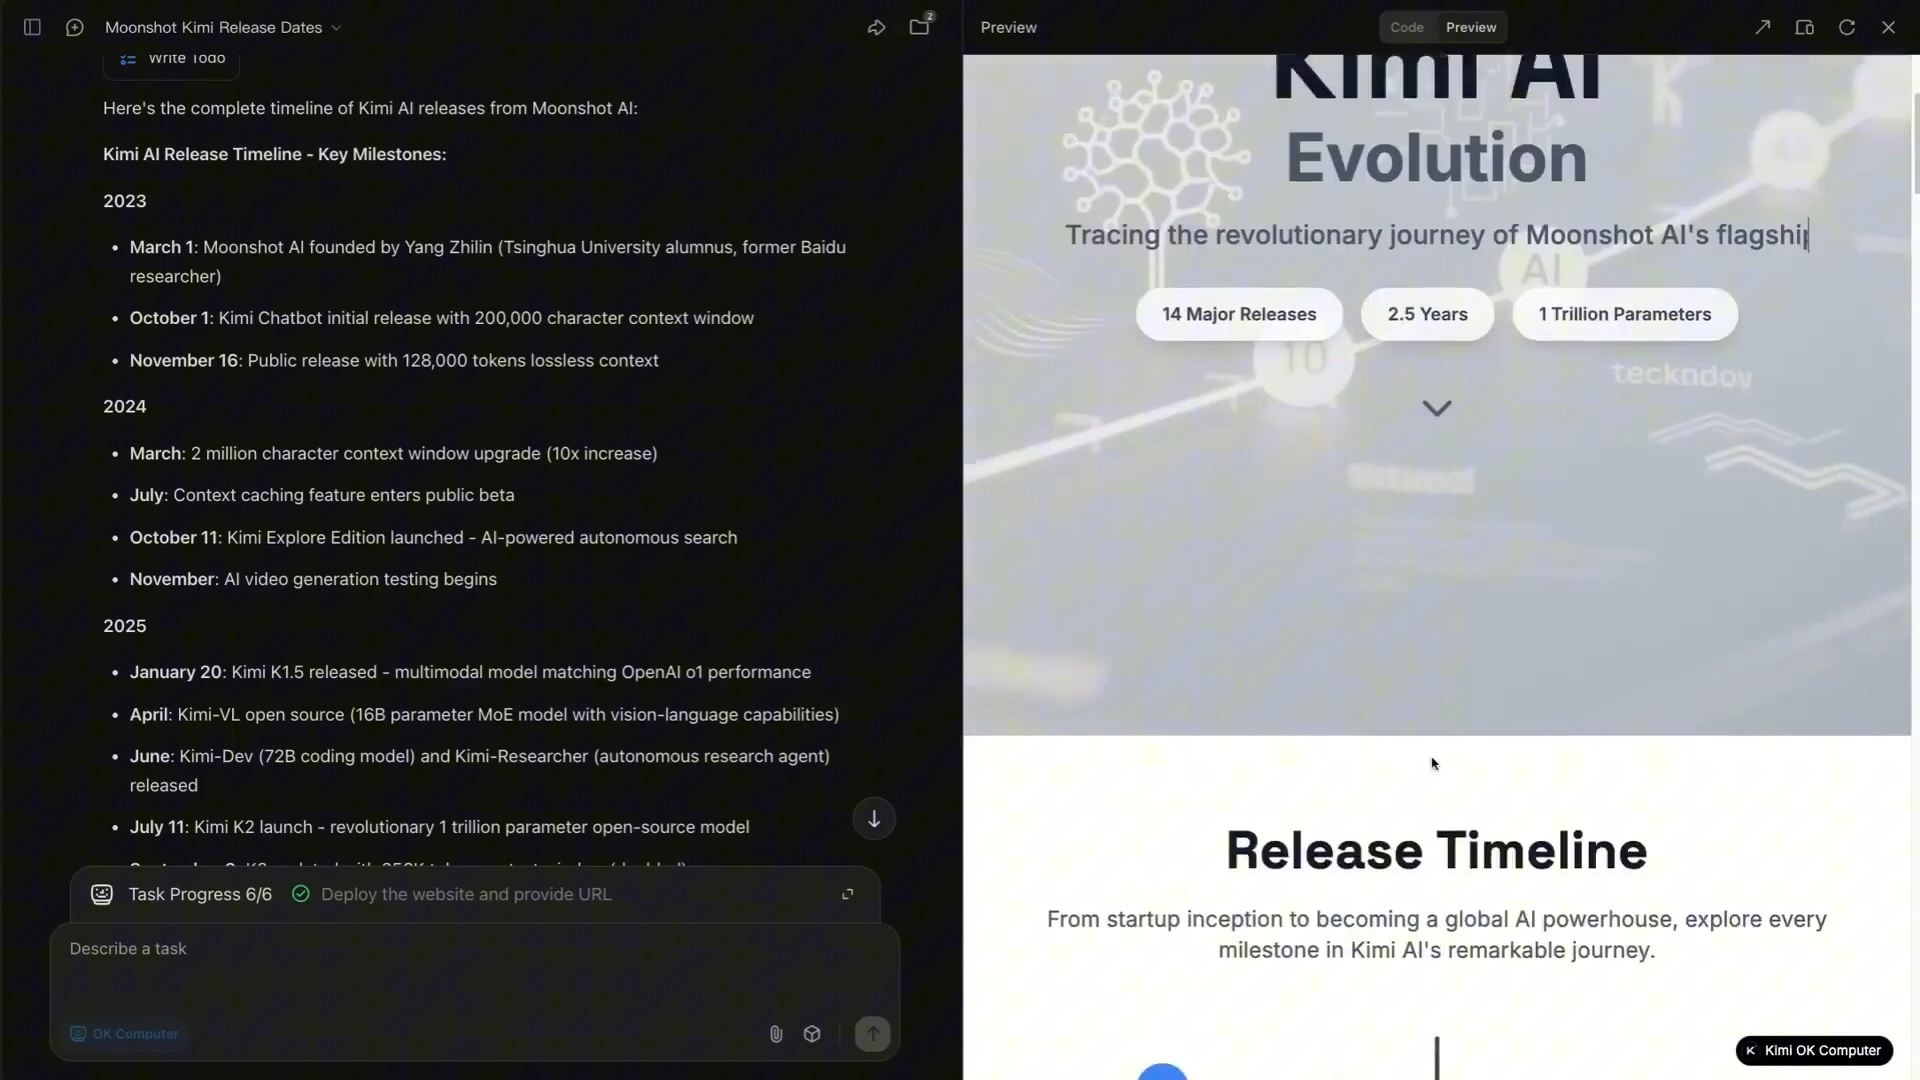 Moonshot Kimi Release Dates
2
Write Todo
Here's the complete timeline of Kimi AI releases from Moonshot AI:
Kimi AI Release Timeline - Key Milestones:
2023
March 1: Moonshot AI founded by Yang Zhilin (Tsinghua University alumnus, former Baidu
researcher)
October 1: Kimi Chatbot initial release with 200,000 character context window
November 16: Public release with 128,000 tokens lossless context
2024
March: 2 million character context window upgrade (10x increase)
July: Context caching feature enters public beta
October 11: Kimi Explore Edition launched - AI-powered autonomous search
November: AI video generation testing begins
2025
January 20: Kimi K1.5 released - multimodal model matching OpenAI o1 performance
April: Kimi-VL open source (16B parameter MoE model with vision-language capabilities)
June: Kimi-Dev (72B coding model) and Kimi-Researcher (autonomous research agent)
released
July 11: Kimi K2 launch - revolutionary 1 trillion parameter open-source model
Task Progress 6/6
Deploy the website and provide URL
Describe a task
OK Computer
Preview
Code
Preview
Kimi AI
Evolution
Tracing the revolutionary journey of Moonshot AI's flagship
AI
14 Major Releases
2.5 Years
1 Trillion Parameters
10
teckndov
Release Timeline
From startup inception to becoming a global AI powerhouse, explore every
milestone in Kimi AI's remarkable journey.
Kimi OK Computer